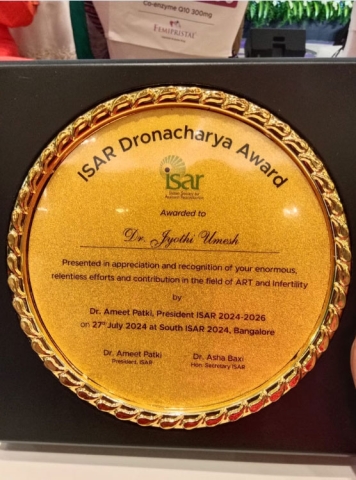 Co-enzyme Q10 300mg
FEMIPRISTAL
ISAR Dronacharya Award
isar
Awarded to
Dr. Jyothi Umesh
Presented in appreciation and recognition of your enormous,
relentless efforts and contribution in the field of ART and Infertility
by
Dr. Ameet Patki, President ISAR 2024-2026
on 27th July 2024 at South ISAR 2024, Bangalore
Dr. Ameet Patki
President, ISAR
Dr. Asha Baxi
Hon. Secretary ISAR